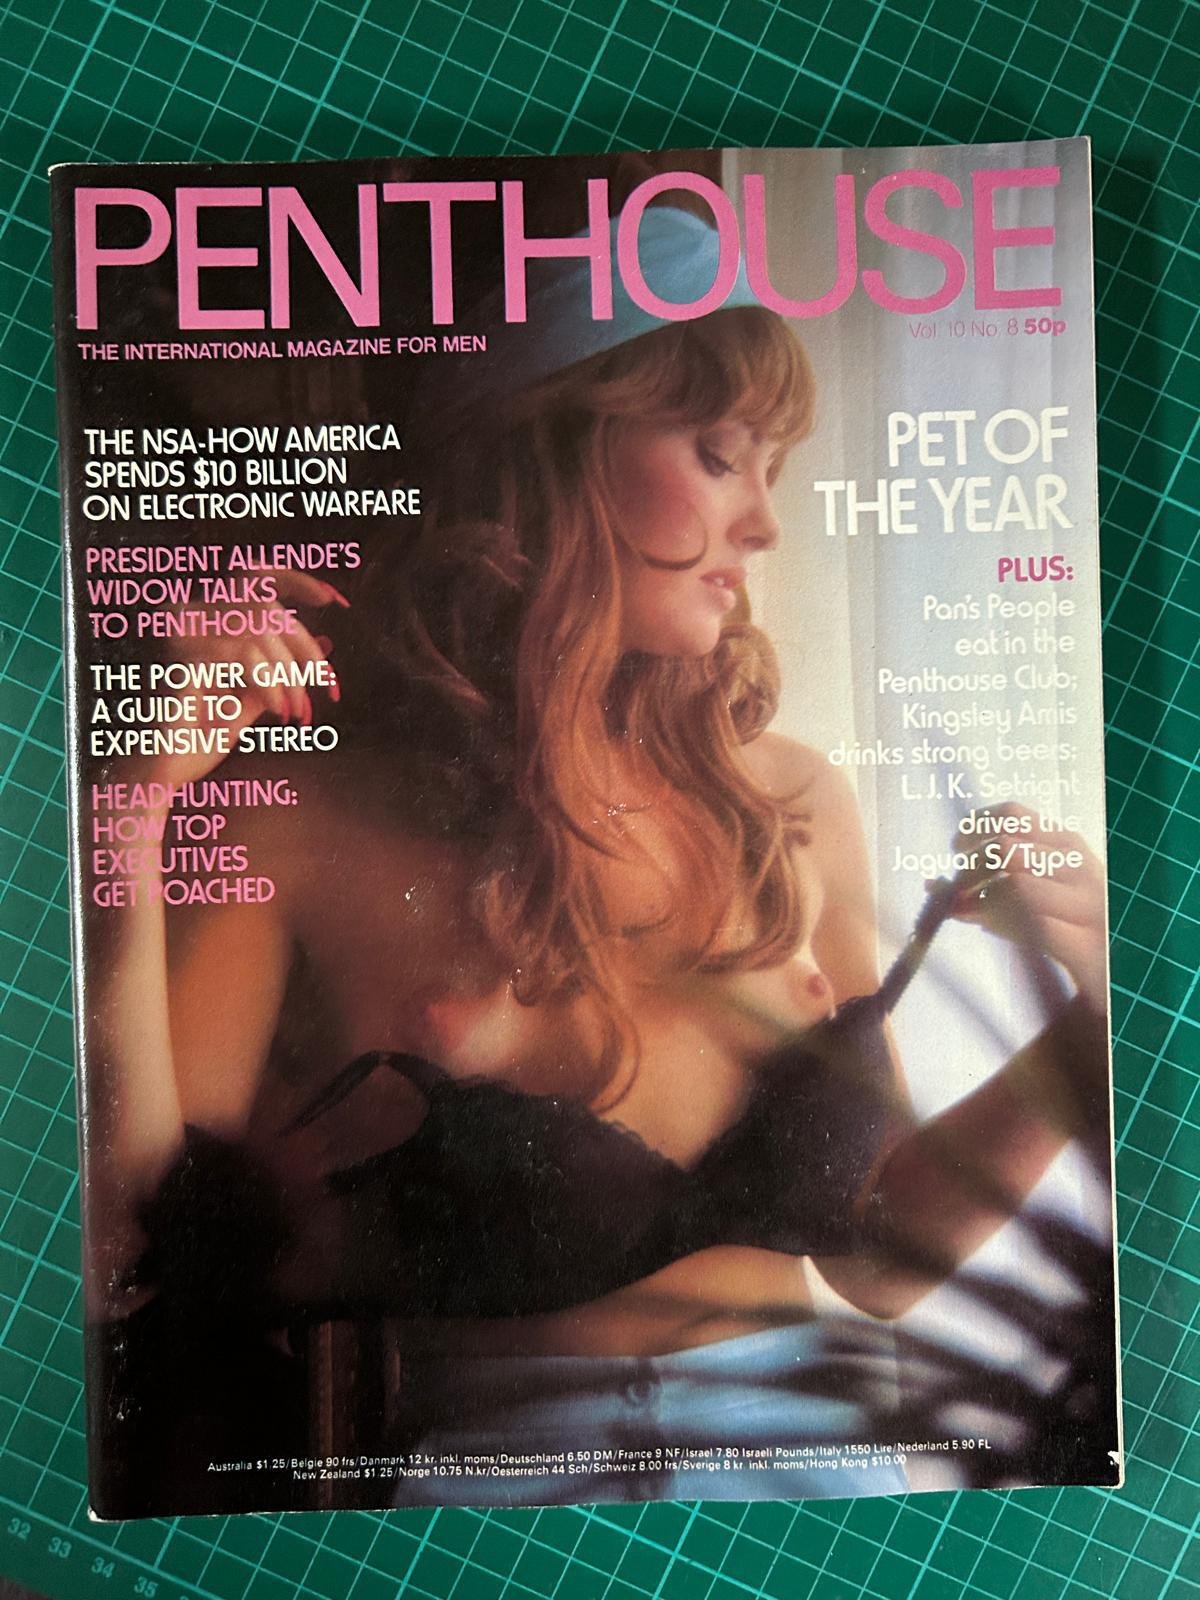 PENTHOUSE
THE INTERNATIONAL MAGAZINE FOR MEN
Vol. 10 No. 8 50p
THE NSA-HOW AMERICA
SPENDS $10 BILLION
ON ELECTRONIC WARFARE
PRESIDENT ALLENDE'S
WIDOW TALKS
TO PENTHOUSE
THE POWER GAME:
A GUIDE TO
EXPENSIVE STEREO
HEADHUNTING:
HOW TOP
EXECUTIVES
GET POACHED
PET OF
THE YEAR
PLUS:
Pan's People
eat in the
Penthouse Club;
Kingsley Amis
drinks strong beers;
L.J.K. Setright
drives the
Jaguar S/Type
Australia $1.25/Belgie 90 frs/Danmark 12 kr. inkl. moms/Deutschland 6.50 DM/France 9 NF/Israel 7.80 Israeli Pounds/Italy 1550 Lire/Nederland 5.90 FL
New Zealand $1.25/Norge 10.75 N.kr/Oesterreich 44 Sch/Schweiz 8.00 frs/Sverige 8 kr. inkl. moms/Hong Kong $10.00
32 33 34 35